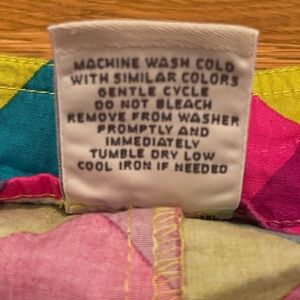 MACHINE WASH COLD
WITH SIMILAR COLORS
GENTLE CYCLE
DO NOT BLEACH
REMOVE FROM WASHER
PROMPTLY AND
IMMEDIATELY
TUMBLE DRY LOW
COOL IRON IF NEEDED